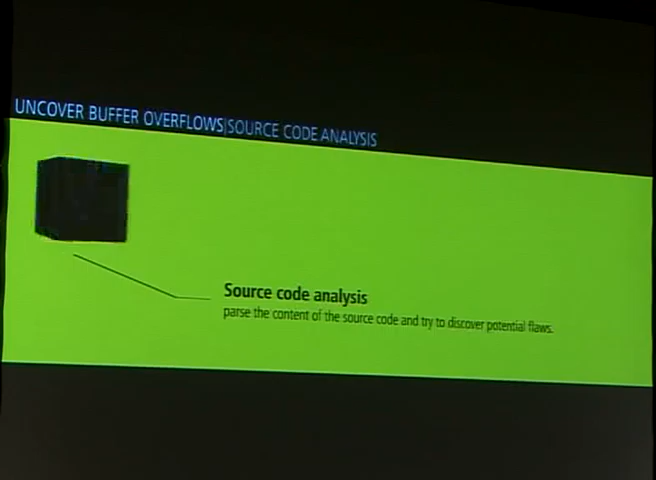 UNCOVER BUFFER OVERFLOWS|SOURCE CODE ANALYSIS
Source code analysis
parse the content of the source code and try to discover potential flaws.